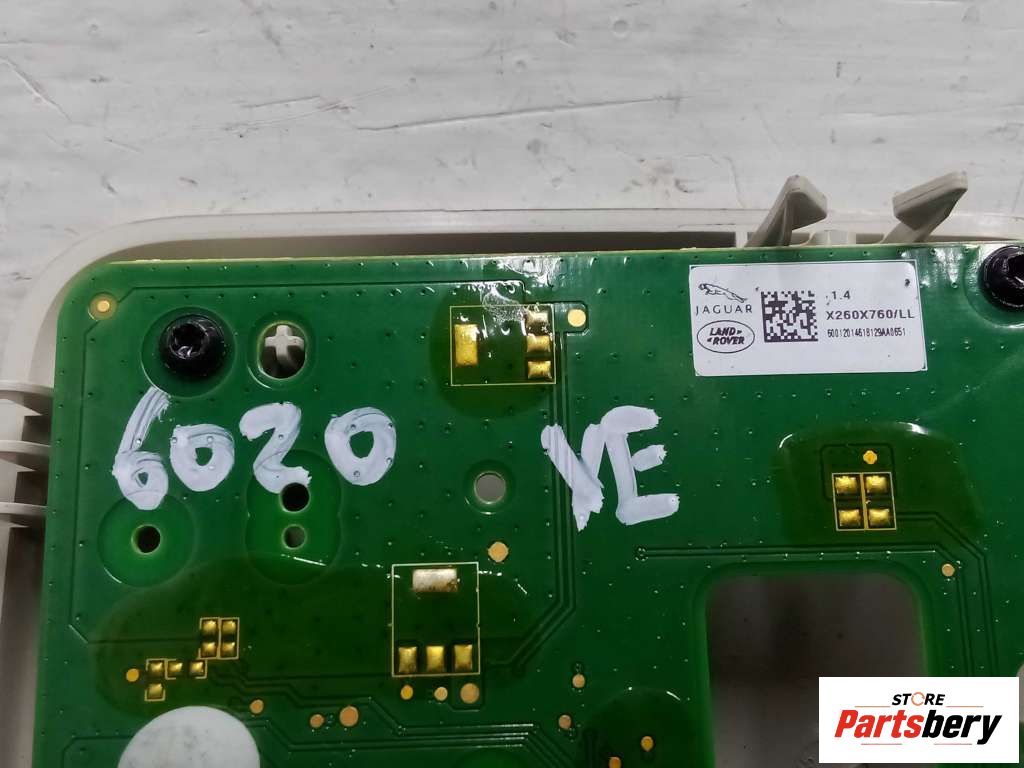 JAGUAR
LAND ROVER
1.4
X260X760/LL
6020 VE
STORE
Partsbery